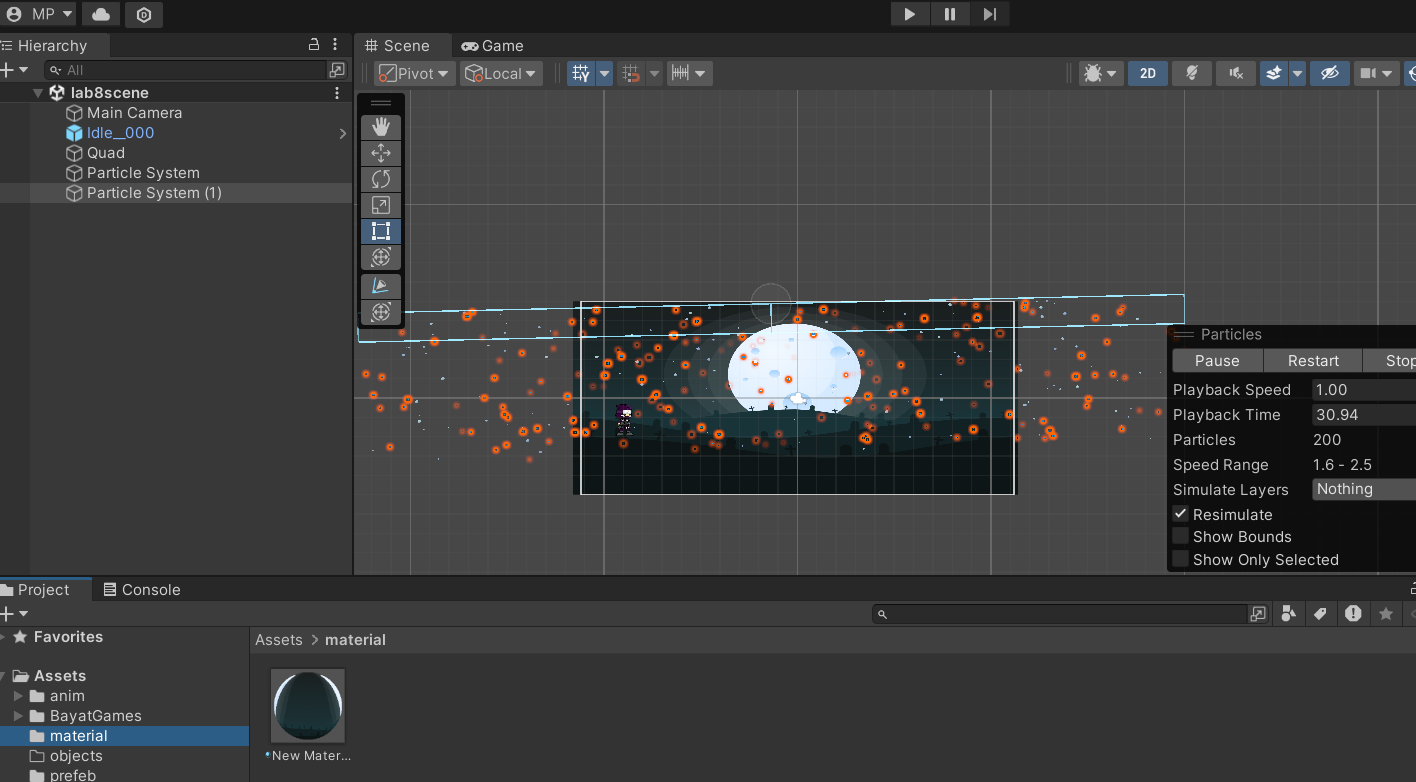 MP
Hierarchy
All
lab8scene
Main Camera
Idle__000
Quad
Particle System
Particle System (1)
Scene
Game
Pivot
Local
2D
Particles
Pause Restart Stop
Playback Speed 1.00
Playback Time 30.94
Particles 200
Speed Range 1.6 - 2.5
Simulate Layers Nothing
Resimulate
Show Bounds
Show Only Selected
Project
Console
Favorites
Assets
anim
BayatGames
material
objects
prefeb
Assets > material
New Mater...